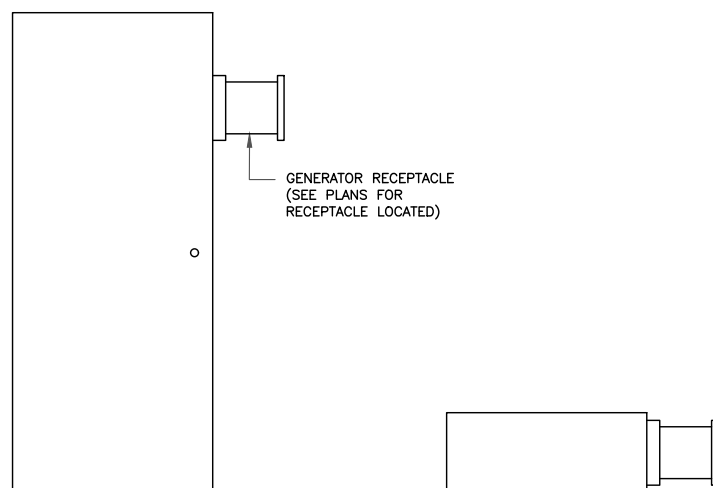 GENERATOR RECEPTACLE
(SEE PLANS FOR
RECEPTACLE LOCATED)